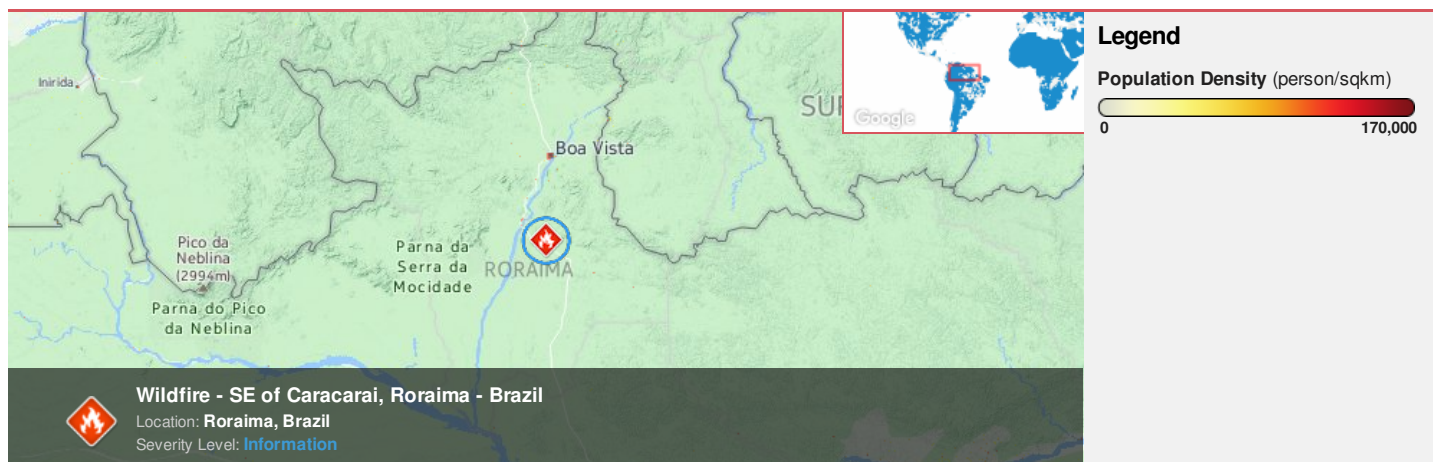 Inirida
Boa Vista
SUR
Google
Pico da
Neblina
(2994m)
Parna do Pico
da Neblina
Parna da
Serra da
Mocidade
RORAIMA
Wildfire - SE of Caracarai, Roraima - Brazil
Location: Roraima, Brazil
Severity Level: Information
Legend
Population Density (person/sqkm)
0
170,000